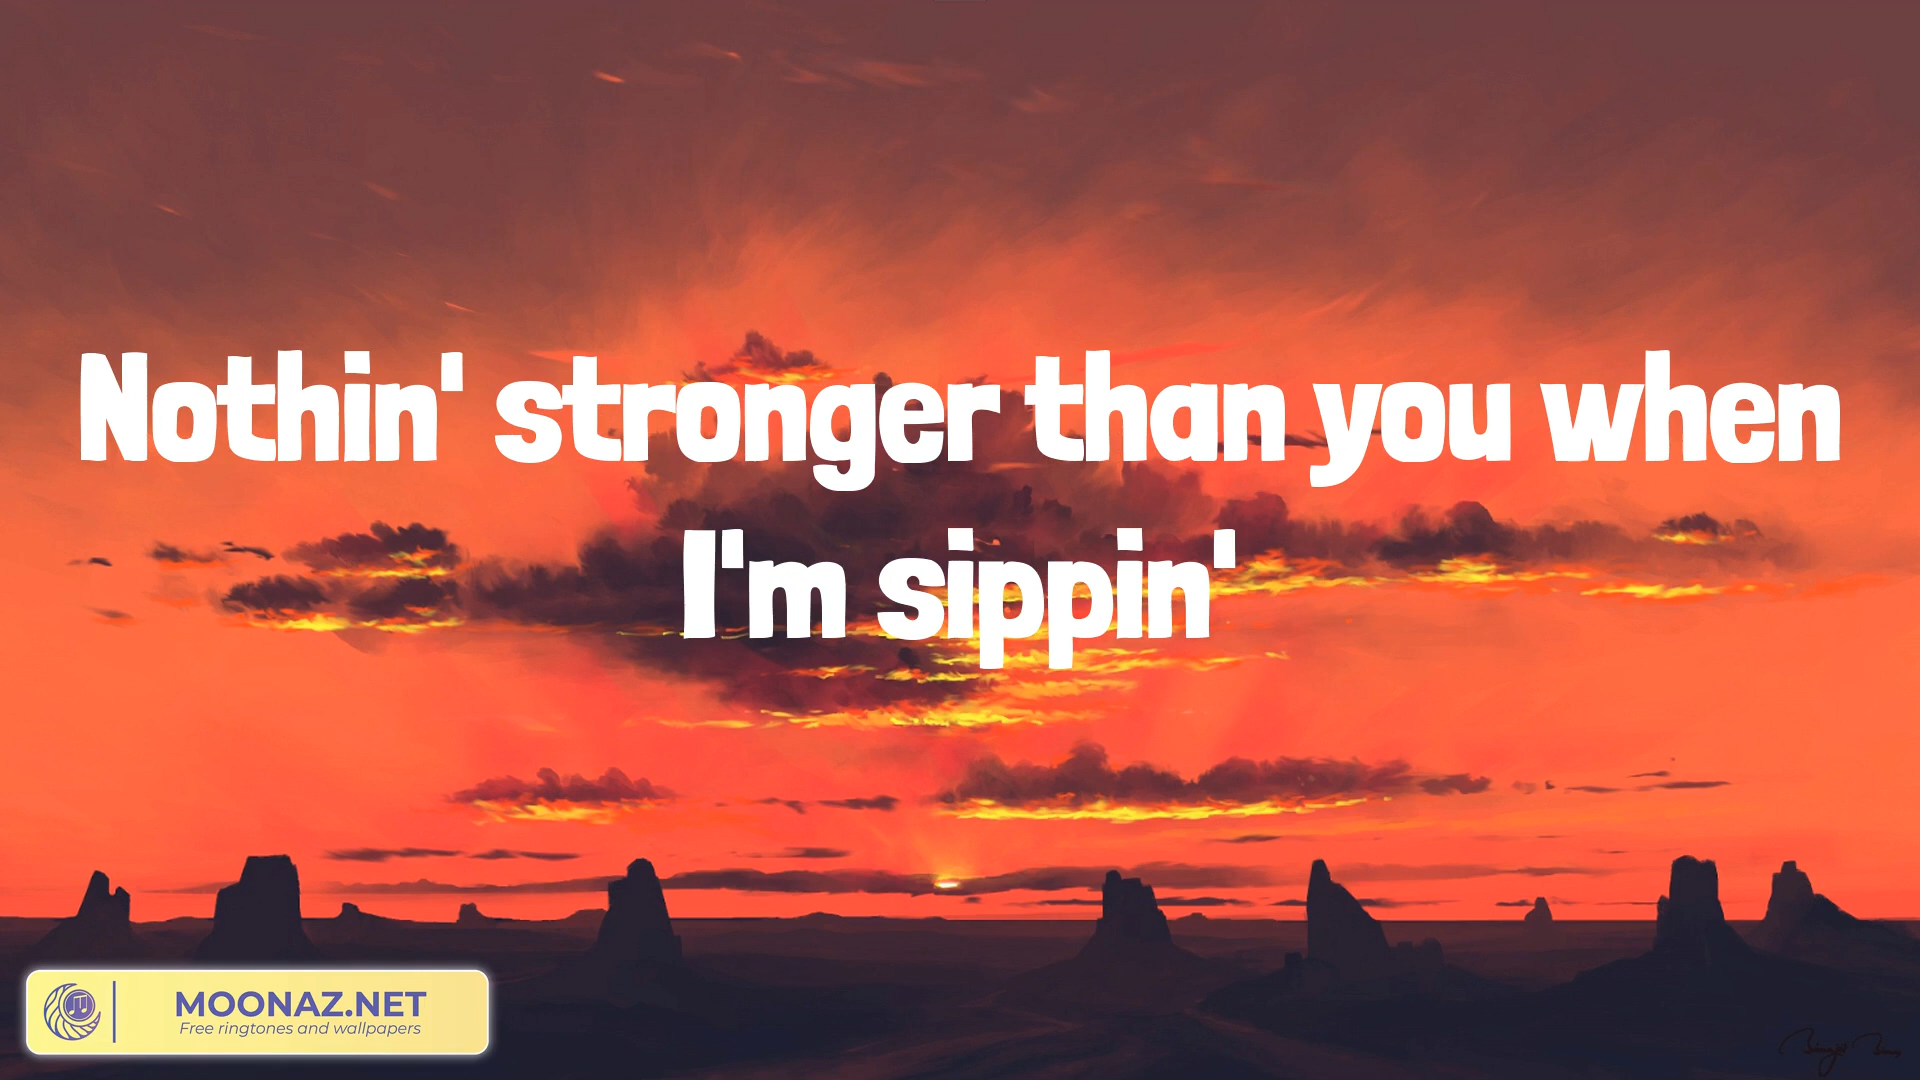 Nothin' stronger than you when
I'm sippin'
MOONAZ.NET
Free ringtones and wallpapers